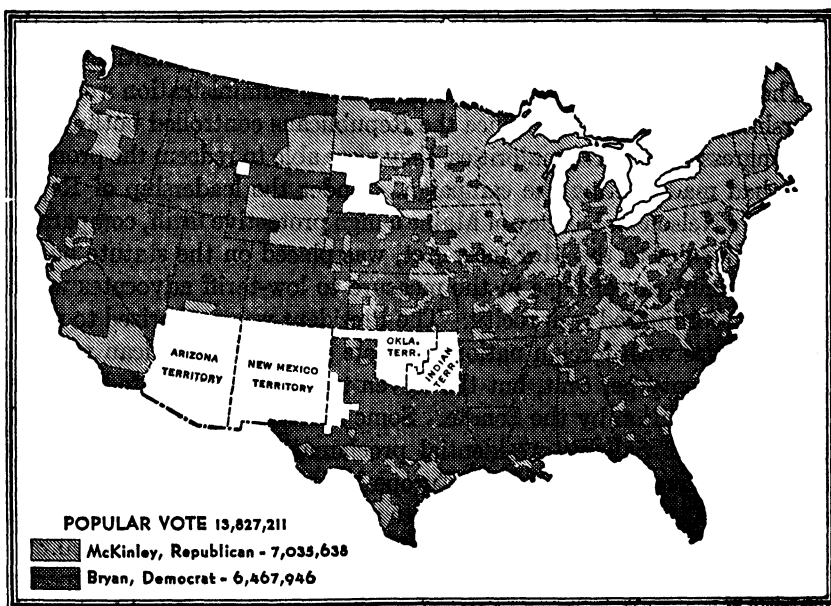 ARIZONA
TERRITORY
NEW MEXICO
TERRITORY
OKLA.
TERR.
INDIAN
TERR.
POPULAR VOTE 13,827,211
McKinley, Republican - 7,035,638
Bryan, Democrat - 6,467,946